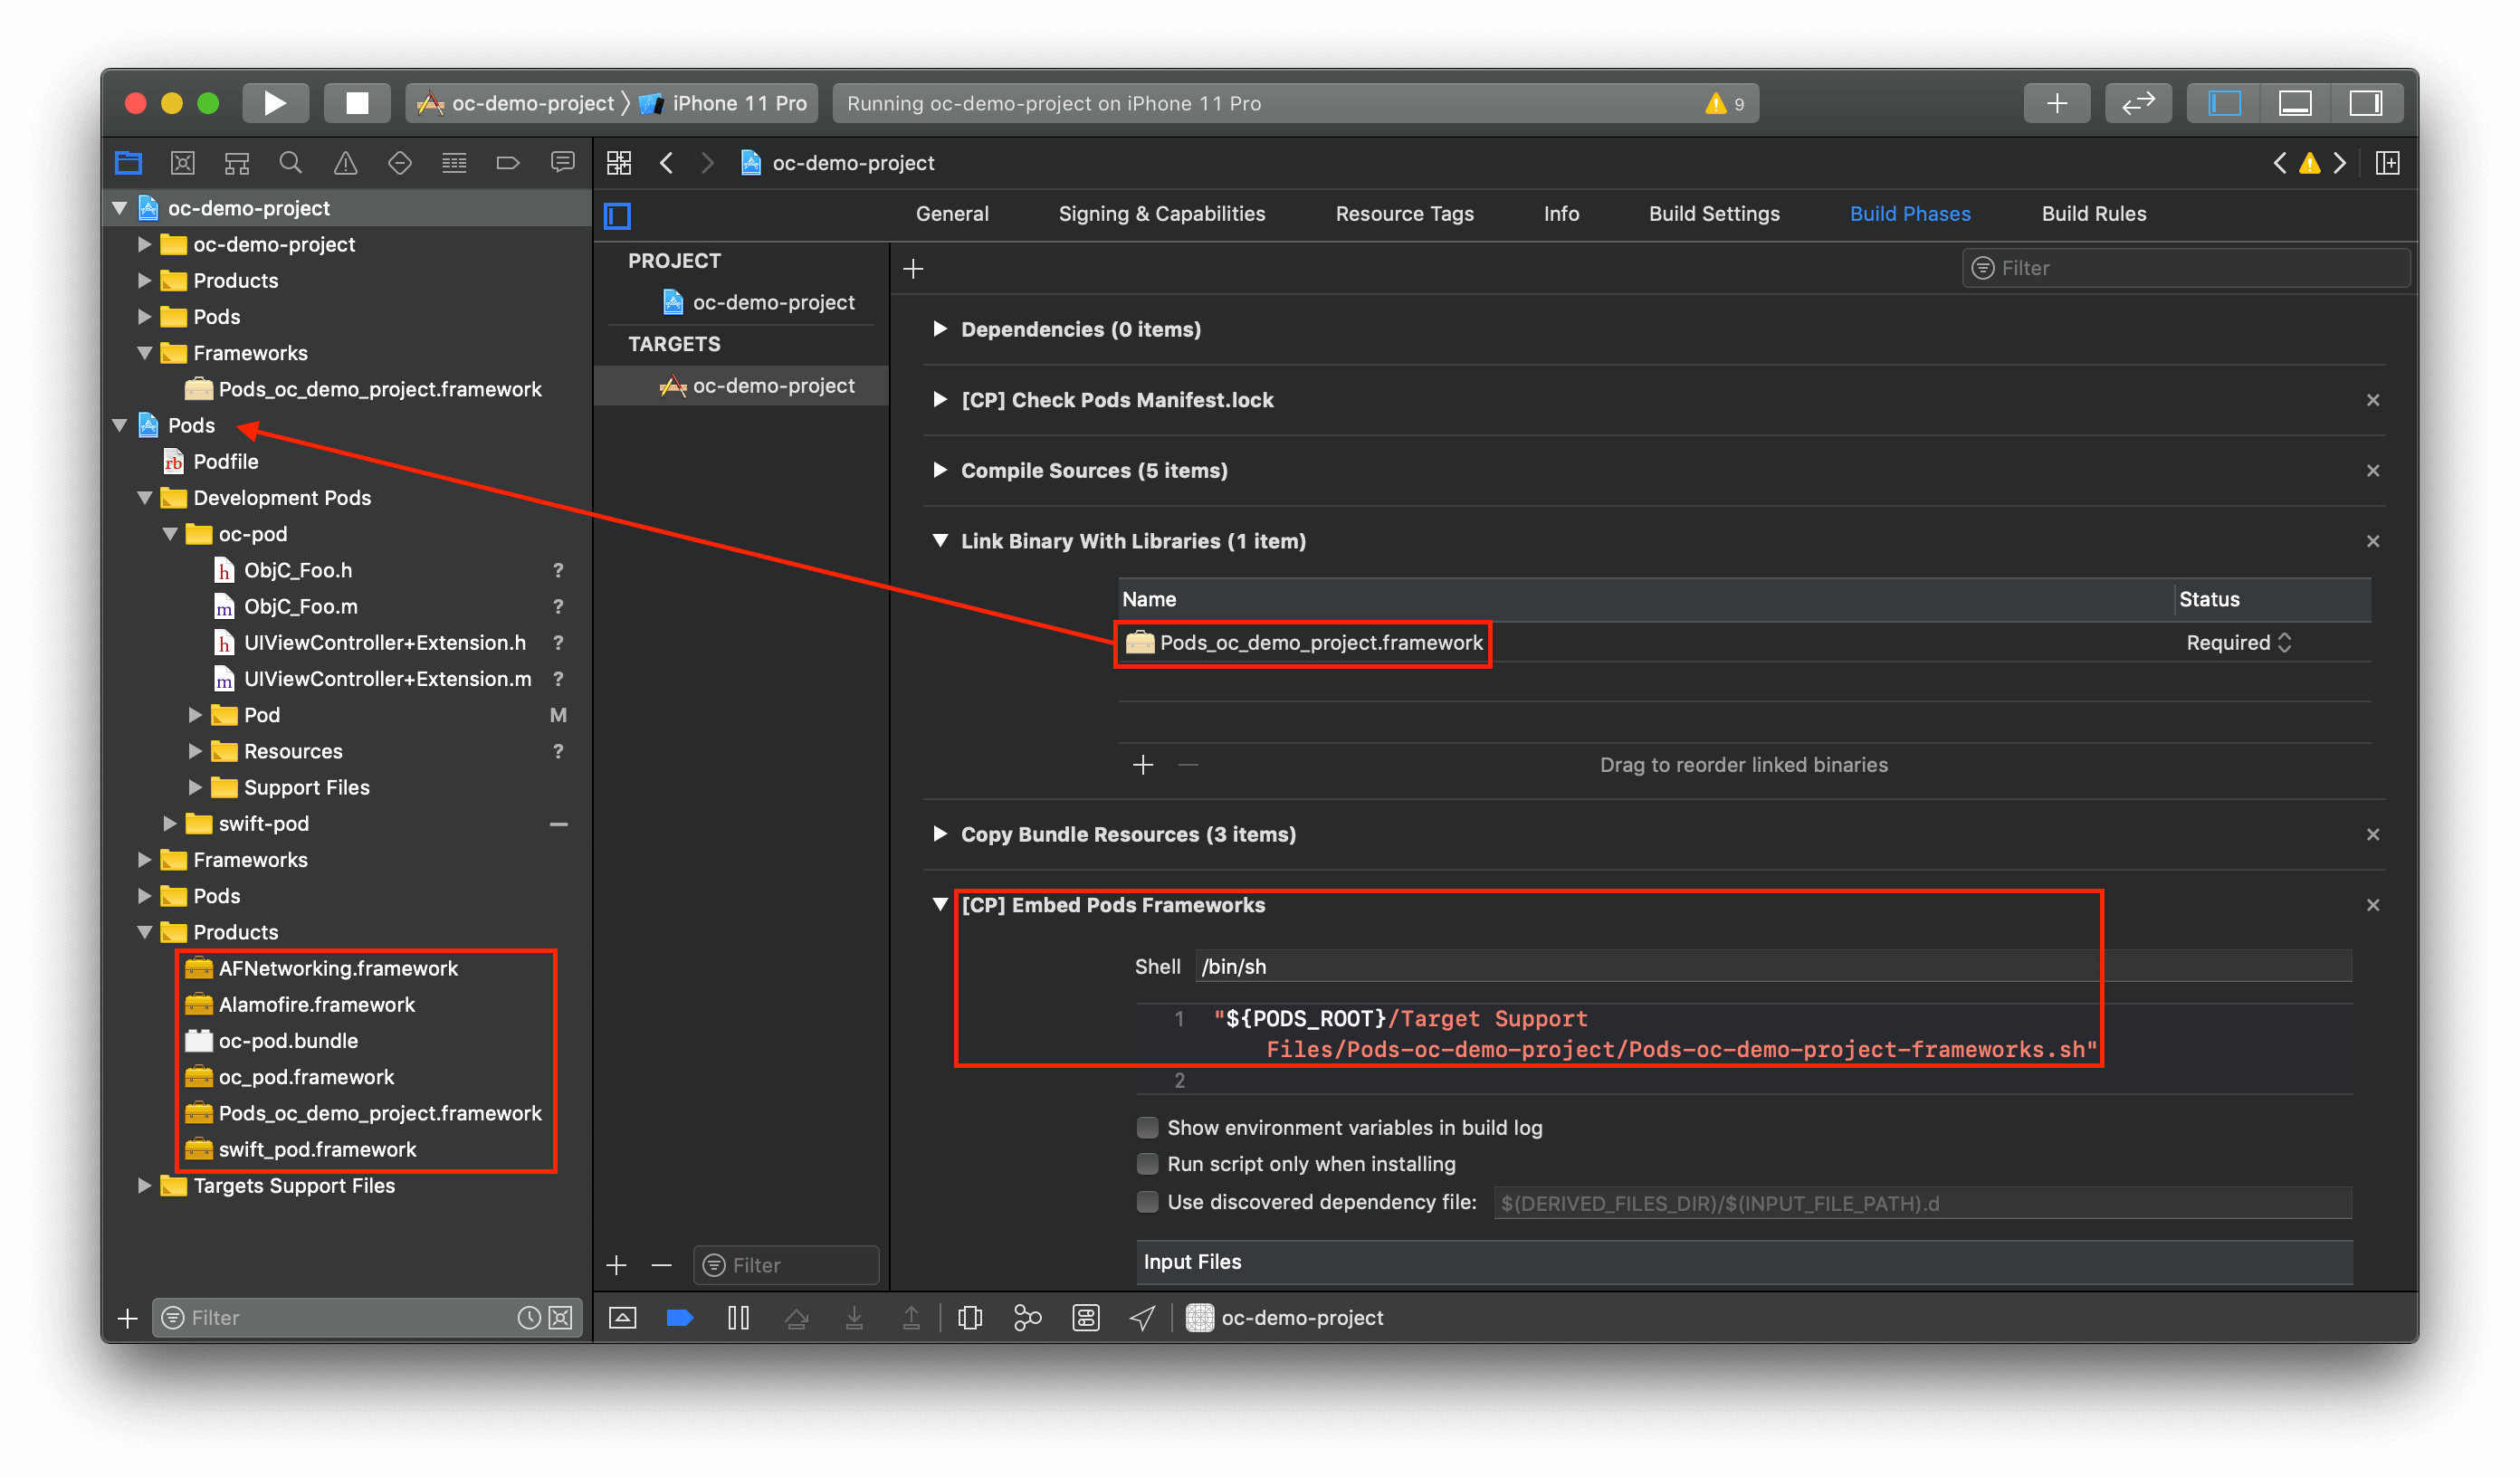 oc-demo-project 〉 iPhone 11 Pro
Running oc-demo-project on iPhone 11 Pro
9
oc-demo-project
oc-demo-project
Products
Pods
Frameworks
Pods_oc_demo_project.framework
Pods
rb Podfile
Development Pods
oc-pod
h ObjC_Foo.h ?
m ObjC_Foo.m ?
h UIViewController+Extension.h ?
m UIViewController+Extension.m ?
Pod M
Resources ?
Support Files
swift-pod
Frameworks
Pods
Products
AFNetworking.framework
Alamofire.framework
oc-pod.bundle
oc_pod.framework
Pods_oc_demo_project.framework
swift_pod.framework
Targets Support Files
Filter
oc-demo-project
General Signing & Capabilities Resource Tags Info Build Settings Build Phases Build Rules
PROJECT
oc-demo-project
TARGETS
oc-demo-project
Filter
Filter
Dependencies (0 items)
[CP] Check Pods Manifest.lock
Compile Sources (5 items)
Link Binary With Libraries (1 item)
Name Status
Pods_oc_demo_project.framework Required
Drag to reorder linked binaries
Copy Bundle Resources (3 items)
[CP] Embed Pods Frameworks
Shell /bin/sh
1 "${PODS_ROOT}/Target Support
Files/Pods-oc-demo-project/Pods-oc-demo-project-frameworks.sh"
2
Show environment variables in build log
Run script only when installing
Use discovered dependency file: $(DERIVED_FILES_DIR)/$(INPUT_FILE_PATH).d
Input Files
oc-demo-project